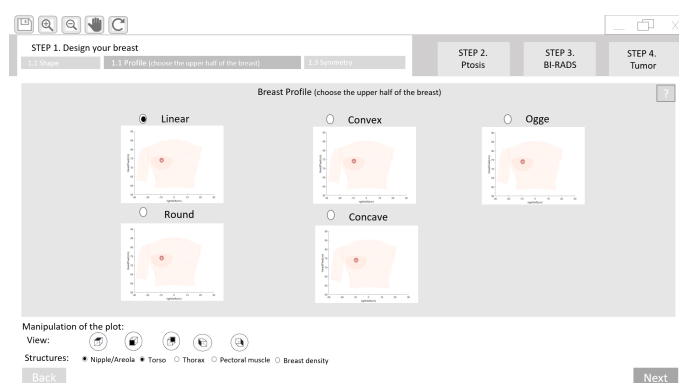 STEP 1. Design your breast
1.1 Shape
1.1 Profile (choose the upper half of the breast)
1.3 Symmetry
STEP 2.
Ptosis
STEP 3.
BI-RADS
STEP 4.
Tumor
Breast Profile (choose the upper half of the breast)
?
Linear
Convex
Ogge
Round
Concave
Manipulation of the plot:
View:
Structures:
Nipple/Areola
Torso
Thorax
Pectoral muscle
Breast density
Back
Next